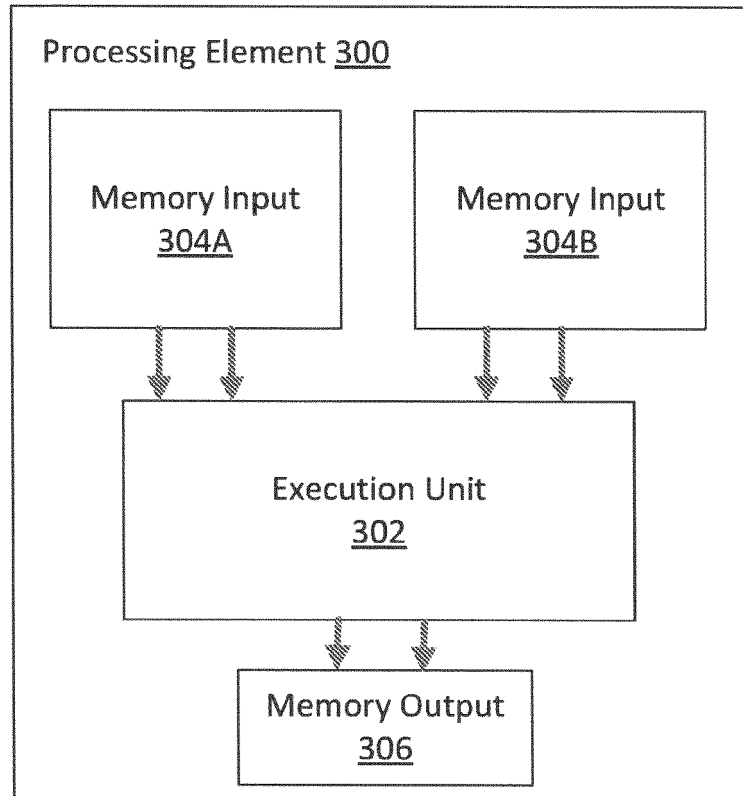 Processing Element 300
Memory Input
304A
Memory Input
304B
Execution Unit
302
Memory Output
306